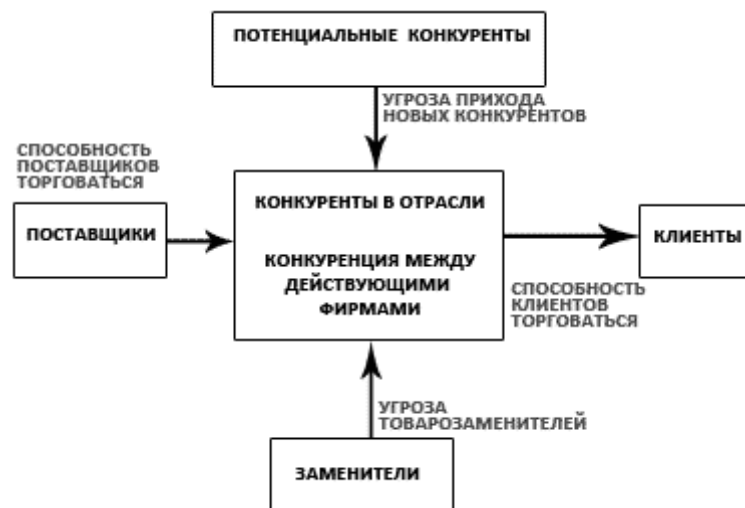 ПОТЕНЦИАЛЬНЫЕ КОНКУРЕНТЫ
УГРОЗА ПРИХОДА
НОВЫХ КОНКУРЕНТОВ
СПОСОБНОСТЬ
ПОСТАВЩИКОВ
ТОРГОВАТЬСЯ
ПОСТАВЩИКИ
КОНКУРЕНТЫ В ОТРАСЛИ
КОНКУРЕНЦИЯ МЕЖДУ
ДЕЙСТВУЮЩИМИ
ФИРМАМИ
КЛИЕНТЫ
СПОСОБНОСТЬ
КЛИЕНТОВ
ТОРГОВАТЬСЯ
УГРОЗА
ТОВАРОЗАМЕНИТЕЛЕЙ
ЗАМЕНИТЕЛИ